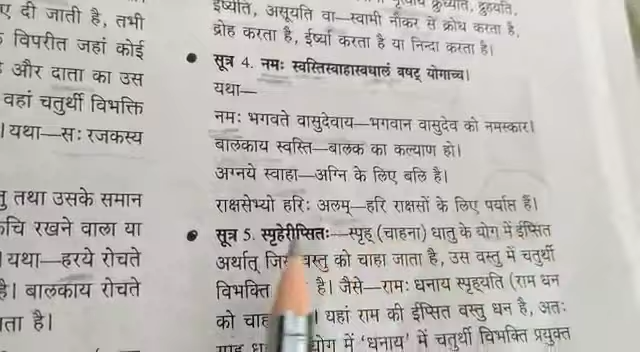 ए दी जाती है, तभी
विपरीत जहां कोई
और दाता का उस
वहां चतुर्थी विभक्ति
। यथा—सः रजकस्य
तु तथा उसके समान
रुचि रखने वाला या
। यथा—हरये रोचते
है। बालकाय रोचते
ता है।
ईर्ष्यति, असूयति वा—स्वामी नौकर से क्रोध करता है,
द्रोह करता है, ईर्ष्या करता है या निन्दा करता है।
• सूत्र 4. नमः स्वस्तिस्वाहास्वधालं वषट् योगाच्च।
यथा—
नमः भगवते वासुदेवाय—भगवान वासुदेव को नमस्कार।
बालकाय स्वस्ति—बालक का कल्याण हो।
अग्नये स्वाहा—अग्नि के लिए बलि है।
राक्षसेभ्यो हरिः अलम्—हरि राक्षसों के लिए पर्याप्त हैं।
• सूत्र 5. स्पृहेरीप्सितः—स्पृह् (चाहना) धातु के योग में ईप्सित
अर्थात् जिस वस्तु को चाहा जाता है, उस वस्तु में चतुर्थी
विभक्ति है। जैसे—रामः धनाय स्पृहयति (राम धन
को । यहां राम की ईप्सित वस्तु धन है, अतः
योग में 'धनाय' में चतुर्थी विभक्ति प्रयुक्त